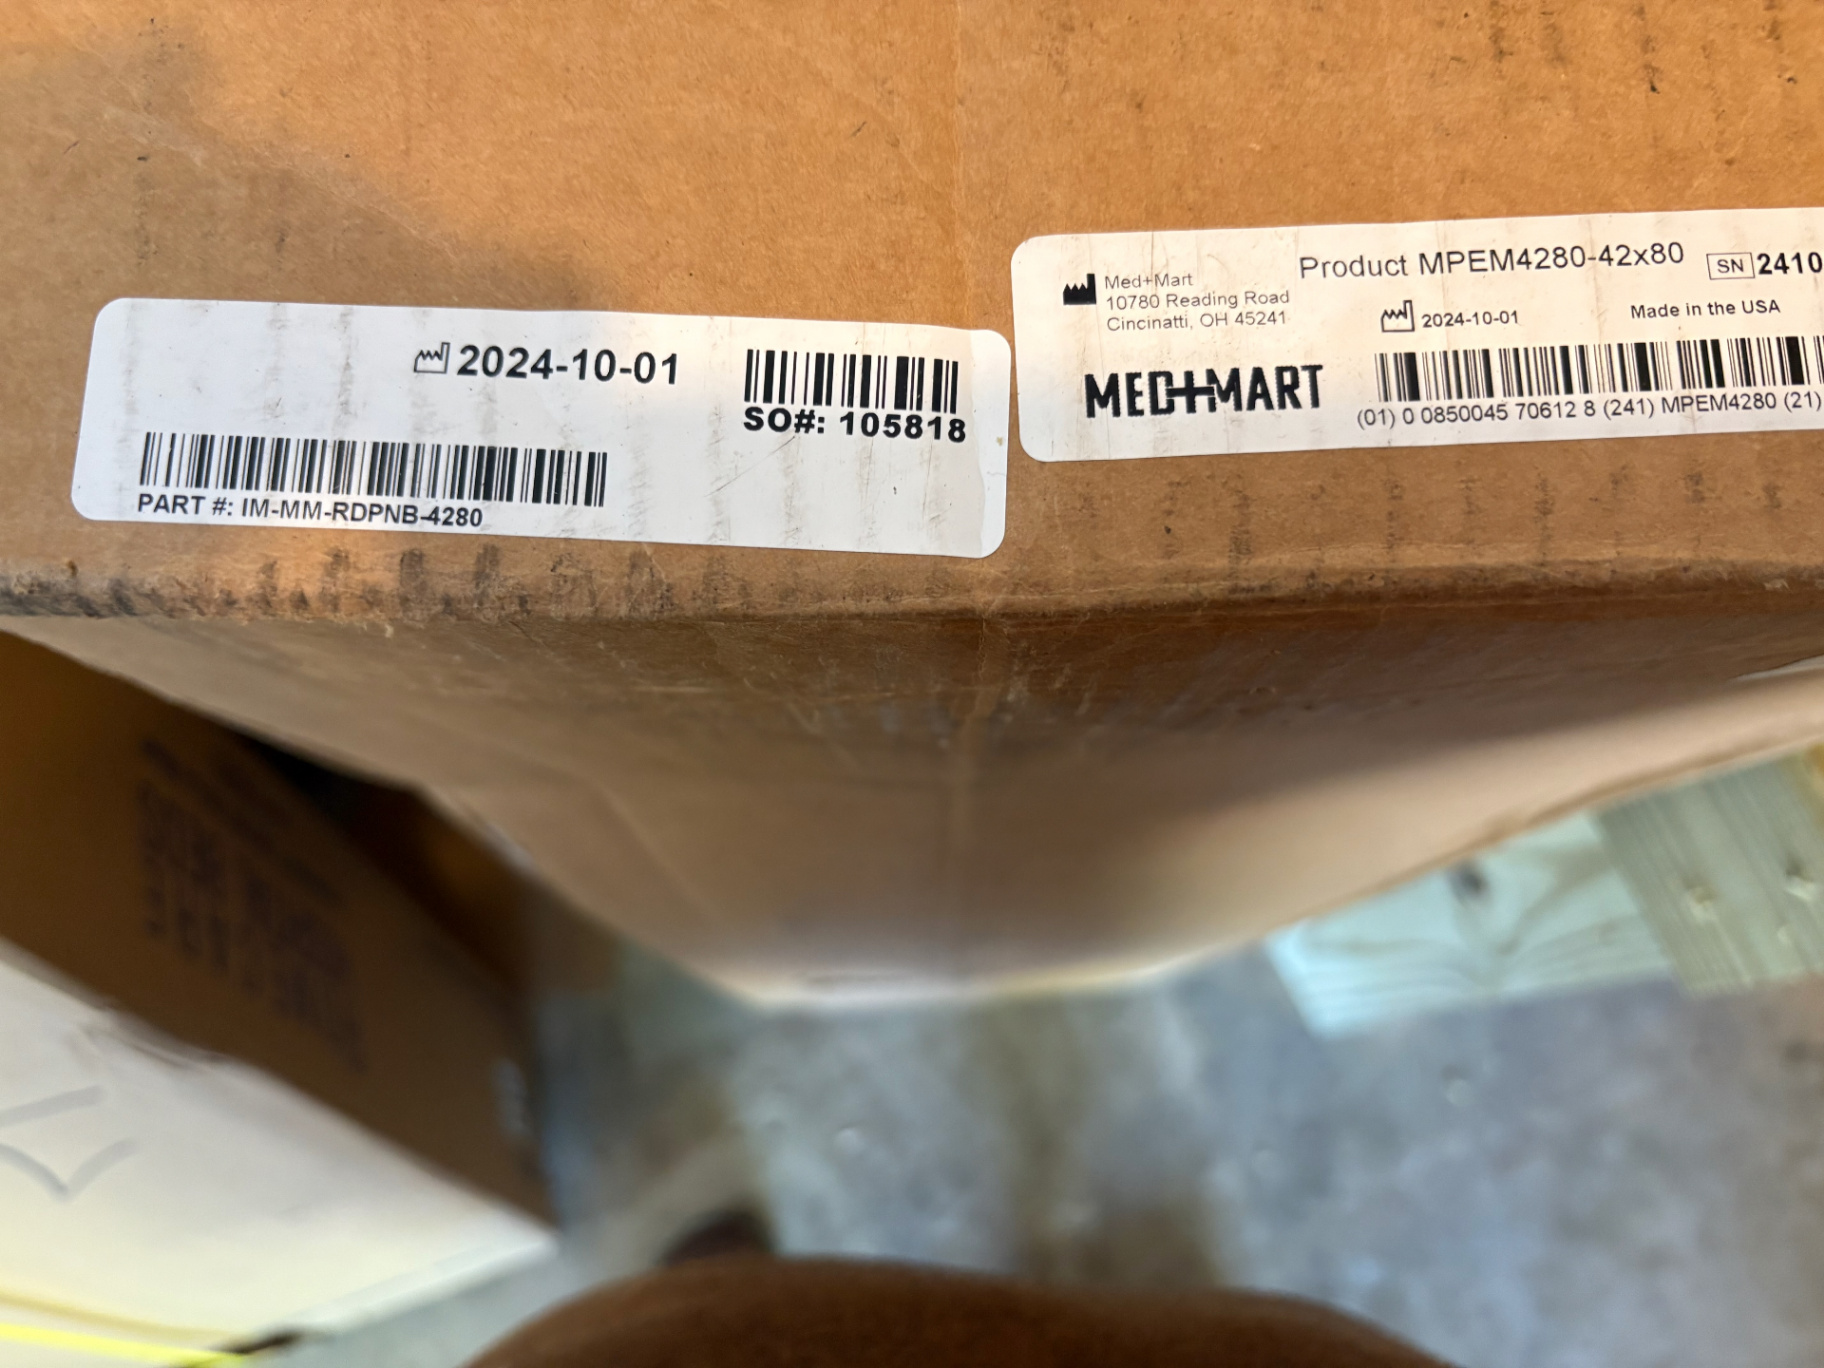 2024-10-01
SO#: 105818
PART #: IM-MM-RDPNB-4280
Med+Mart
10780 Reading Road
Cincinatti, OH 45241
Product MPEM4280-42x80
SN 2410
2024-10-01
Made in the USA
MED+MART
(01) 0 0850045 70612 8 (241) MPEM4280 (21)